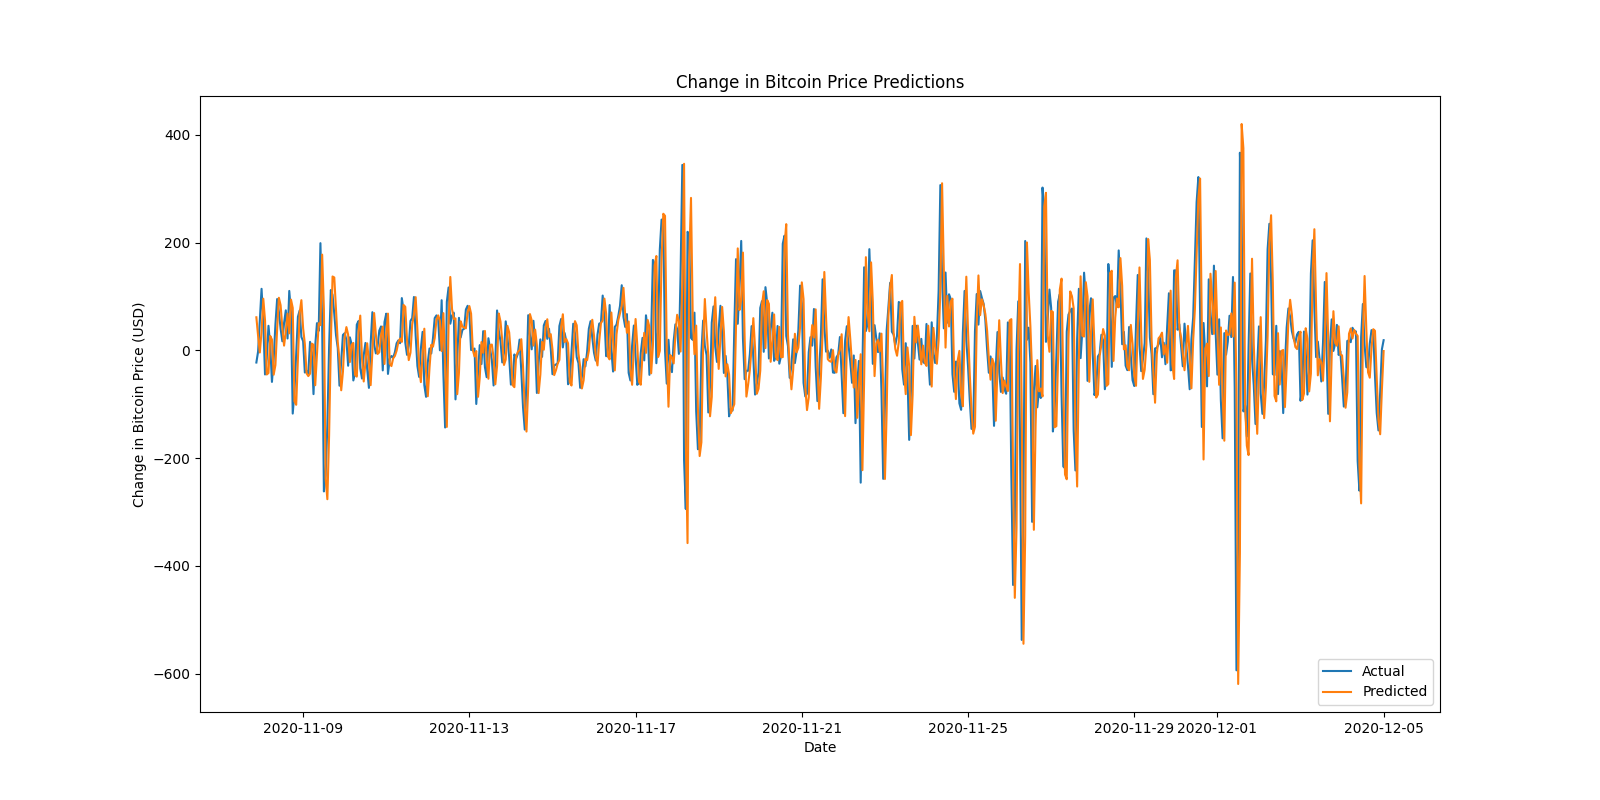 Change in Bitcoin Price Predictions
Change in Bitcoin Price (USD)
400
200
0
−200
−400
−600
Actual
Predicted
2020-11-09 2020-11-13 2020-11-17 2020-11-21 2020-11-25 2020-11-29 2020-12-01 2020-12-05
Date